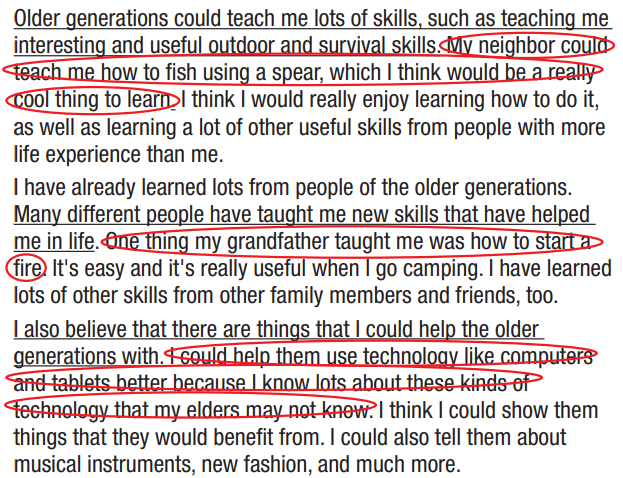 Older generations could teach me lots of skills, such as teaching me
interesting and useful outdoor and survival skills. My neighbor could
teach me how to fish using a spear, which I think would be a really
cool thing to learn. I think I would really enjoy learning how to do it,
as well as learning a lot of other useful skills from people with more
life experience than me.
I have already learned lots from people of the older generations.
Many different people have taught me new skills that have helped
me in life. One thing my grandfather taught me was how to start a
fire. It's easy and it's really useful when I go camping. I have learned
lots of other skills from other family members and friends, too.
I also believe that there are things that I could help the older
generations with. I could help them use technology like computers
and tablets better because I know lots about these kinds of
technology that my elders may not know. I think I could show them
things that they would benefit from. I could also tell them about
musical instruments, new fashion, and much more.